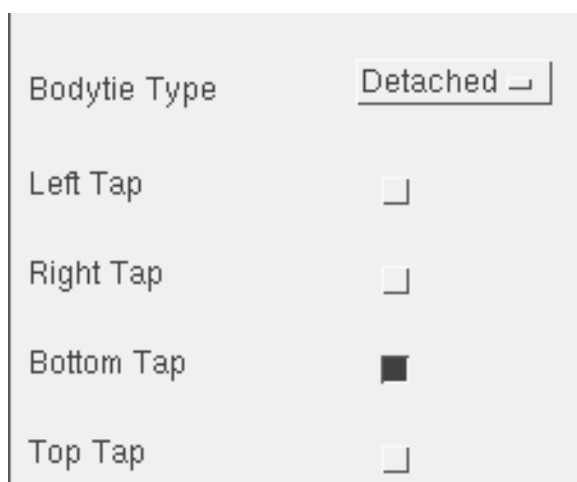 Bodytie Type Detached
Left Tap
Right Tap
Bottom Tap
Top Tap